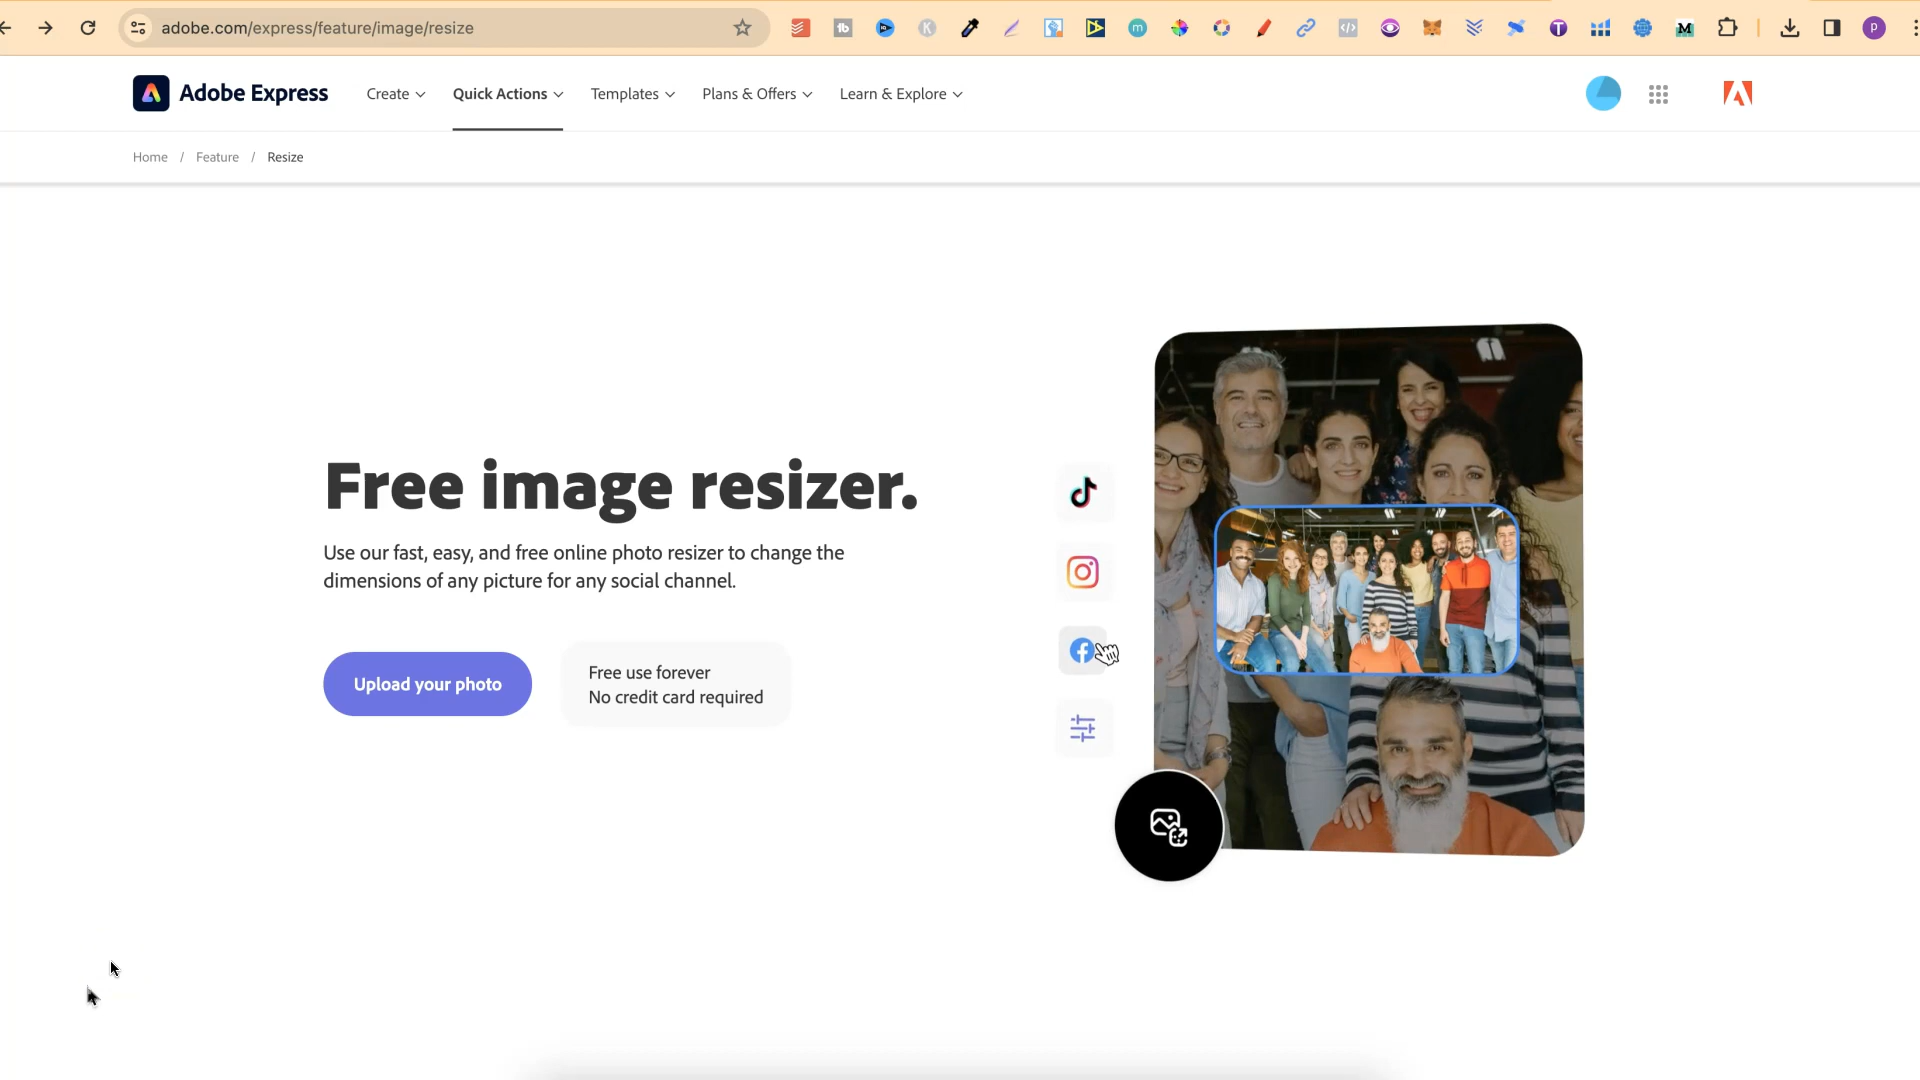 adobe.com/express/feature/image/resize
Adobe Express
Create
Quick Actions
Templates
Plans & Offers
Learn & Explore
Home / Feature / Resize
Free image resizer.
Use our fast, easy, and free online photo resizer to change the
dimensions of any picture for any social channel.
Upload your photo
Free use forever
No credit card required